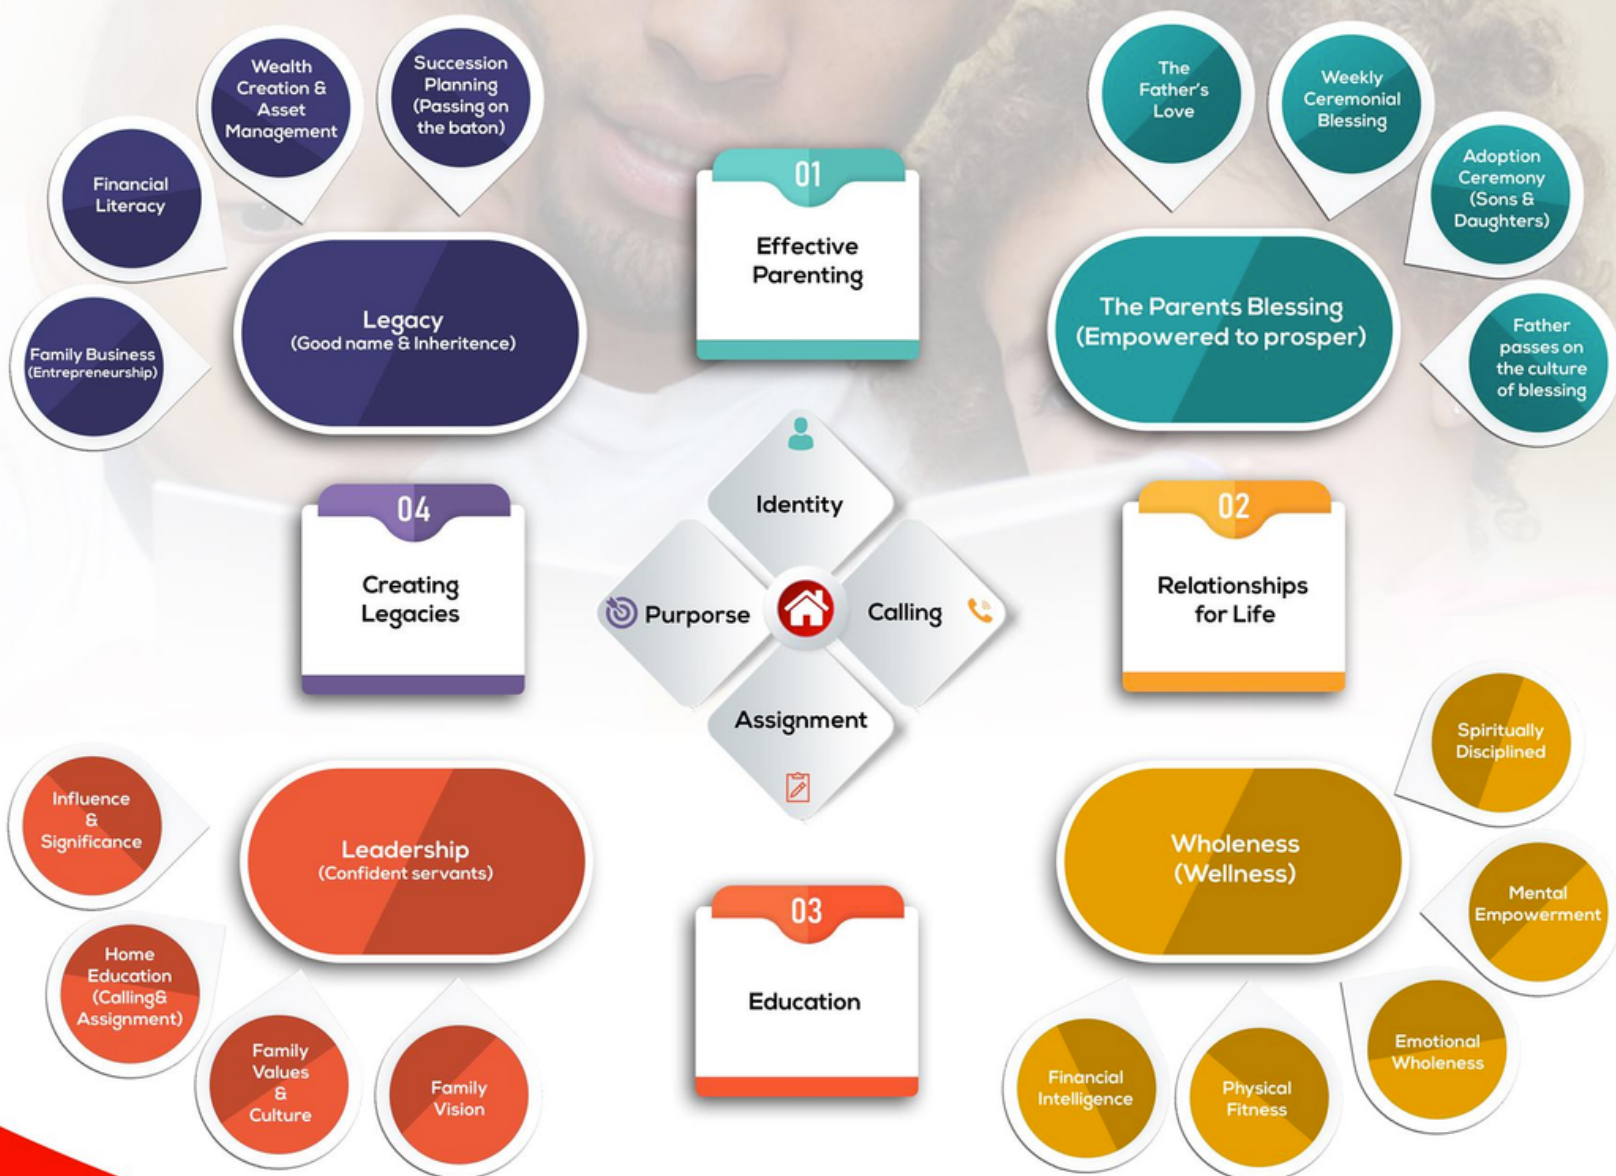 Wealth
Creation &
Asset
Management
Succession
Planning
(Passing on
the baton)
Financial
Literacy
Family Business
(Entrepreneurship)
Legacy
(Good name & Inheritence)
01
Effective
Parenting
The
Father's
Love
Weekly
Ceremonial
Blessing
Adoption
Ceremony
(Sons &
Daughters)
Father
passes on
the culture
of blessing
The Parents Blessing
(Empowered to prosper)
04
Creating
Legacies
Identity
Purporse
Calling
Assignment
02
Relationships
for Life
Influence
&
Significance
Home
Education
(Calling&
Assignment)
Family
Values
&
Culture
Family
Vision
Leadership
(Confident servants)
03
Education
Wholeness
(Wellness)
Spiritually
Disciplined
Mental
Empowerment
Emotional
Wholeness
Physical
Fitness
Financial
Intelligence